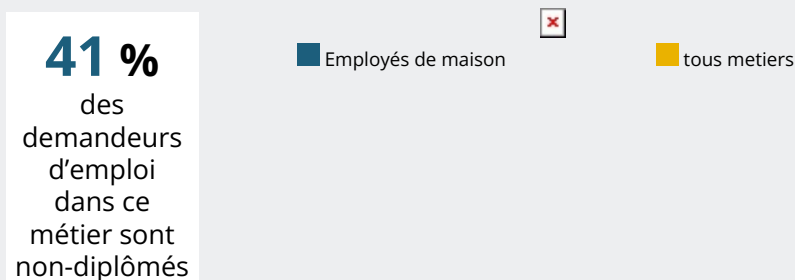 41 %
des
demandeurs
d’emploi
dans ce
métier sont
non-diplômés
Employés de maison
tous metiers